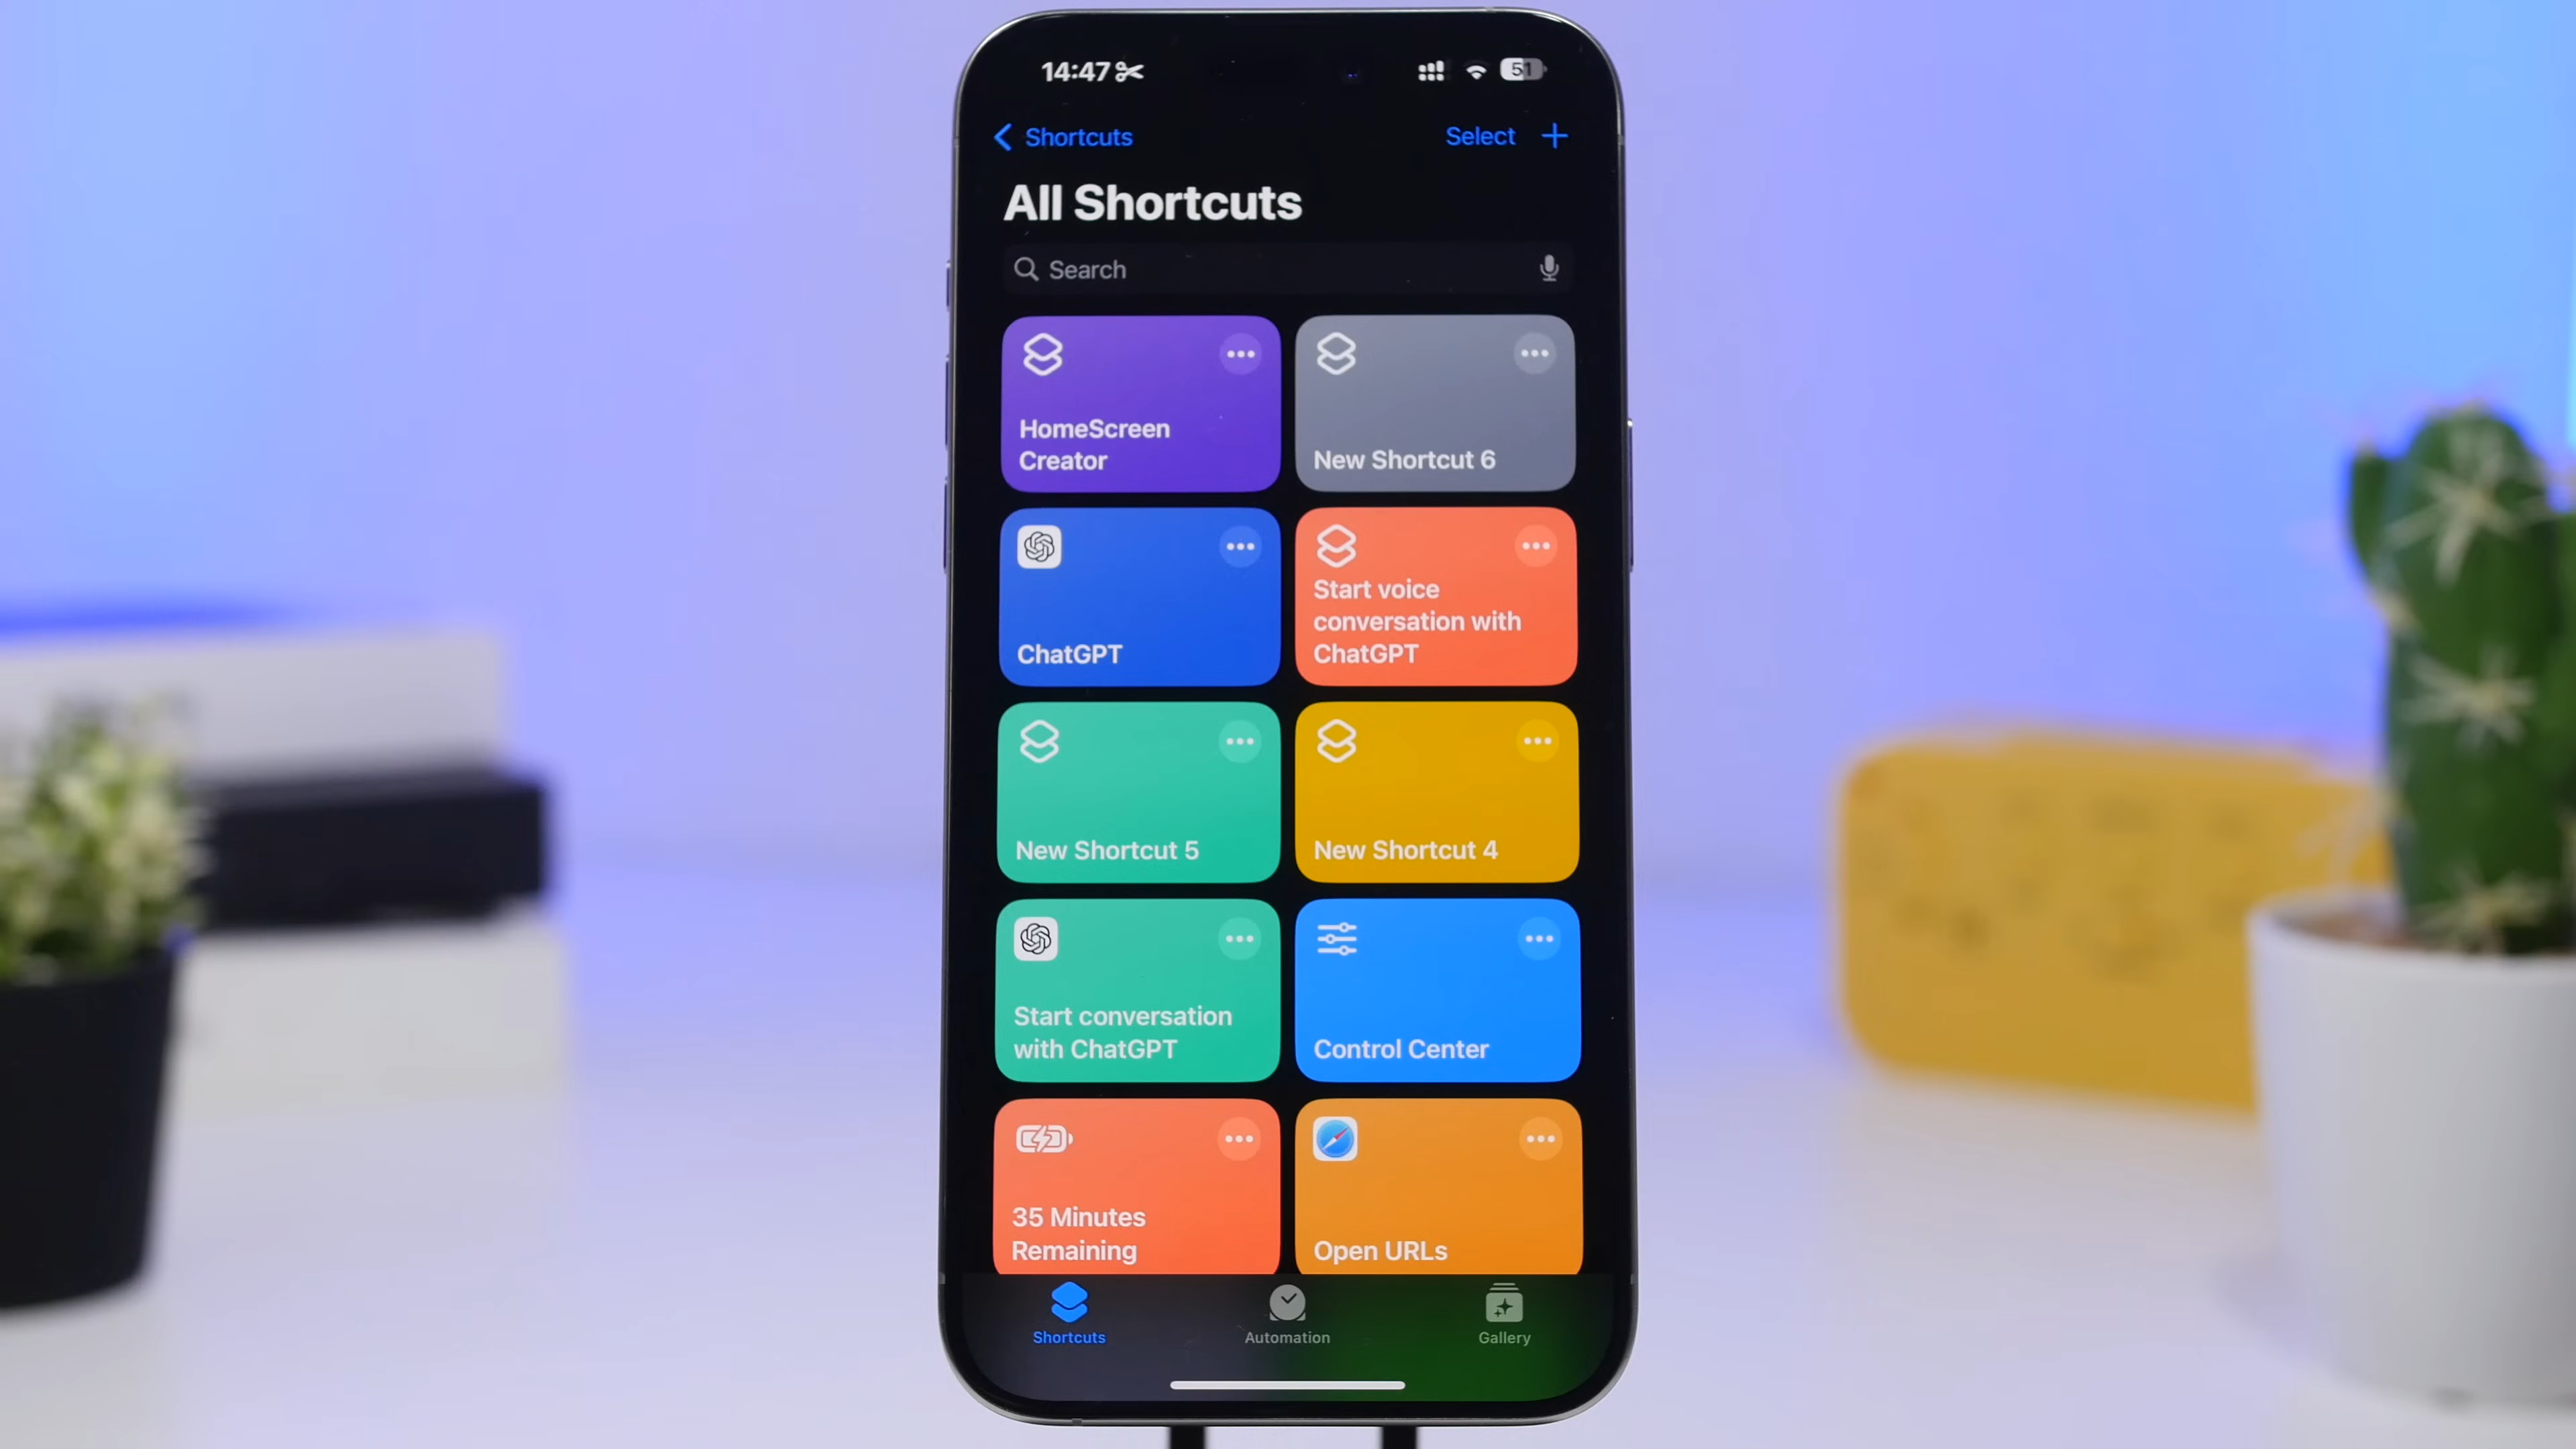 14:47
51
Shortcuts
Select
All Shortcuts
Search
HomeScreen
Creator
New Shortcut 6
ChatGPT
Start voice
conversation with
ChatGPT
New Shortcut 5
New Shortcut 4
Start conversation
with ChatGPT
Control Center
35 Minutes
Remaining
Open URLs
Shortcuts
Automation
Gallery